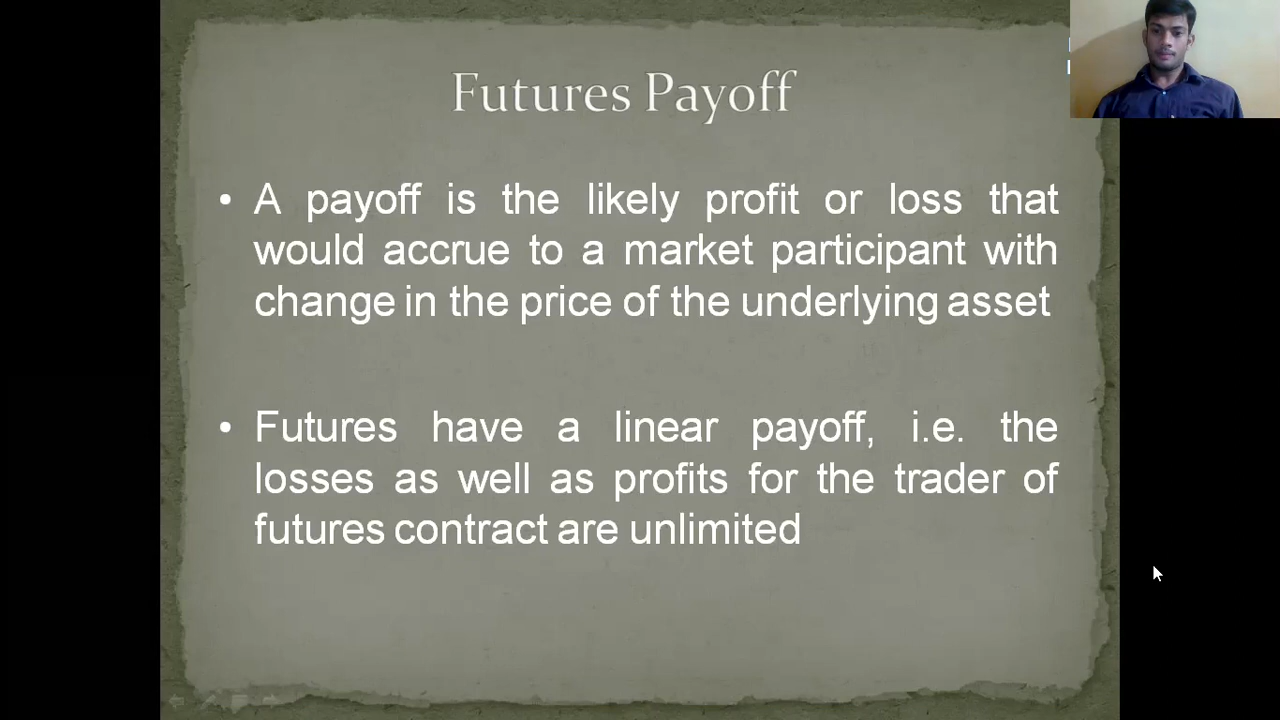 Futures Payoff
• A payoff is the likely profit or loss that
would accrue to a market participant with
change in the price of the underlying asset
• Futures have a linear payoff, i.e. the
losses as well as profits for the trader of
futures contract are unlimited